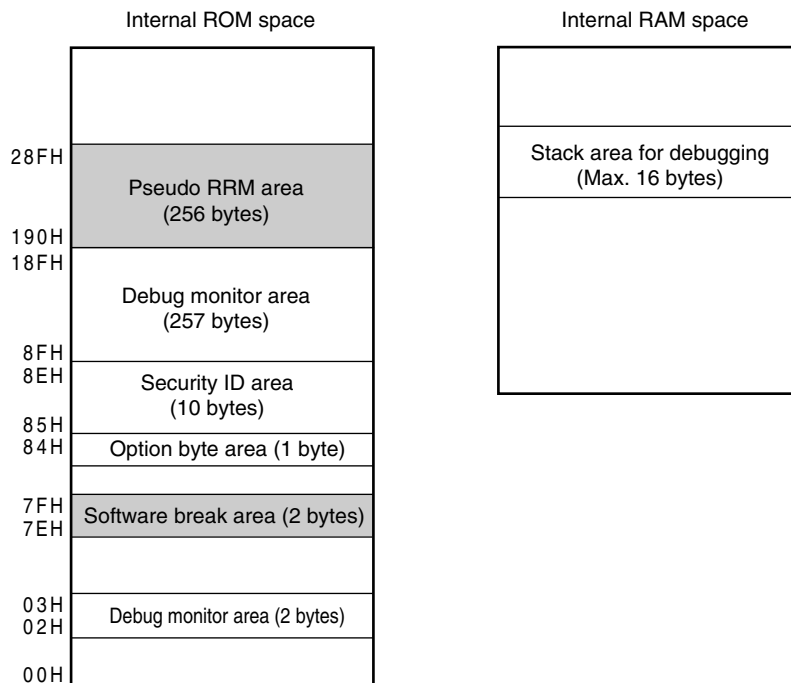 Internal ROM space
28FH
Pseudo RRM area
(256 bytes)
190H
18FH
Debug monitor area
(257 bytes)
8FH
8EH
Security ID area
(10 bytes)
85H
84H
Option byte area (1 byte)
7FH
Software break area (2 bytes)
7EH
03H
Debug monitor area (2 bytes)
02H
00H
Internal RAM space
Stack area for debugging
(Max. 16 bytes)